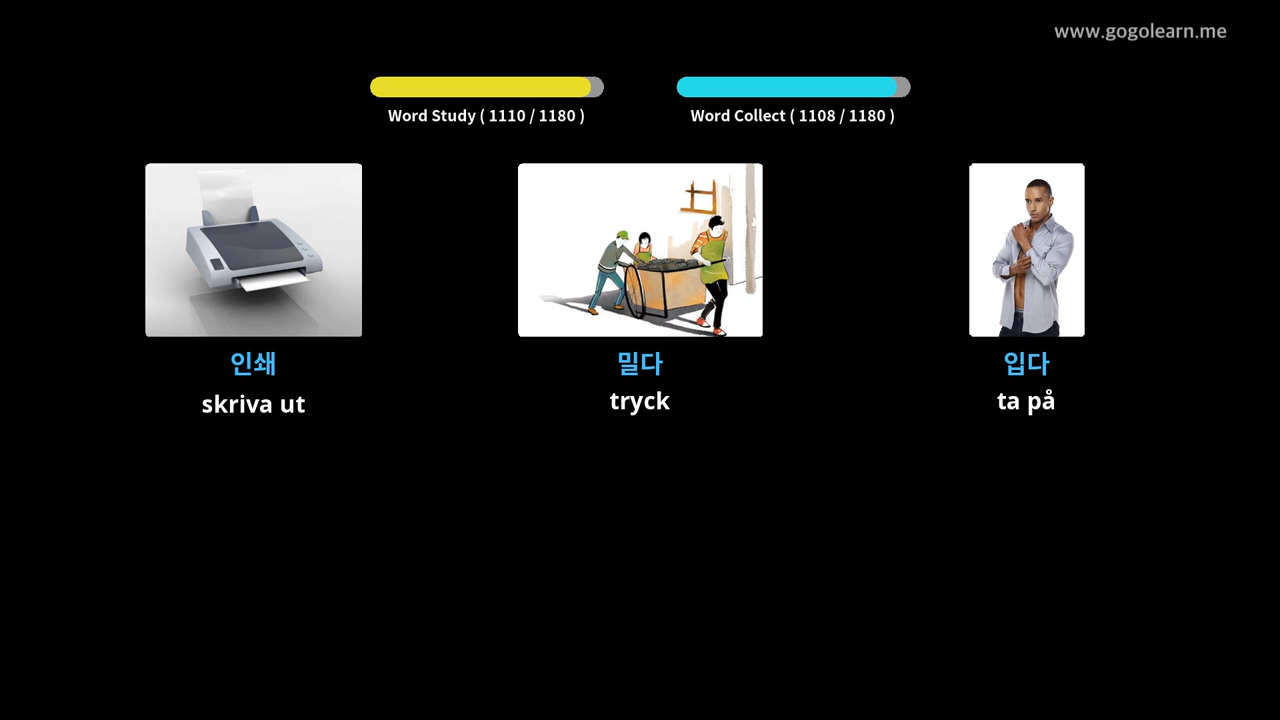 www.gogolearn.me
Word Study ( 1110 / 1180 )
Word Collect ( 1108 / 1180 )
인쇄
skriva ut
밀다
tryck
입다
ta på